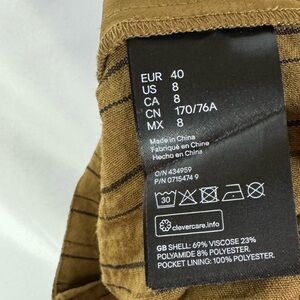 EUR 40
US 8
CA 8
CN 170/76A
MX 8
Made in China
Fabriqué en Chine
Hecho en China
O/N 434959
P/N 0715474 9
30
clevercare.info
GB SHELL: 69% VISCOSE 23%
POLYAMIDE 8% POLYESTER.
POCKET LINING: 100% POLYESTER.